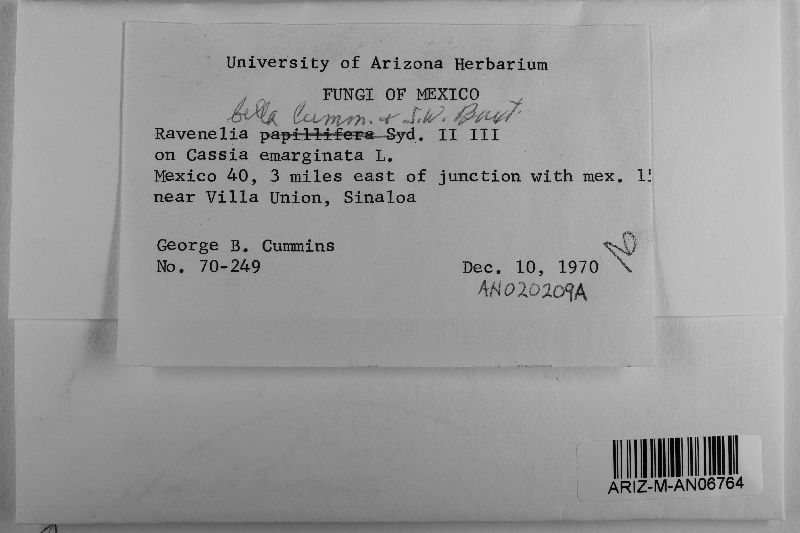 University of Arizona Herbarium
FUNGI OF MEXICO
bella Cumm. & J.W. Baxt.
Ravenelia papillifera Syd. II III
on Cassia emarginata L.
Mexico 40, 3 miles east of junction with mex. 15
near Villa Union, Sinaloa
George B. Cummins
No. 70-249 Dec. 10, 1970
AN020209A
ARIZ-M-AN06764